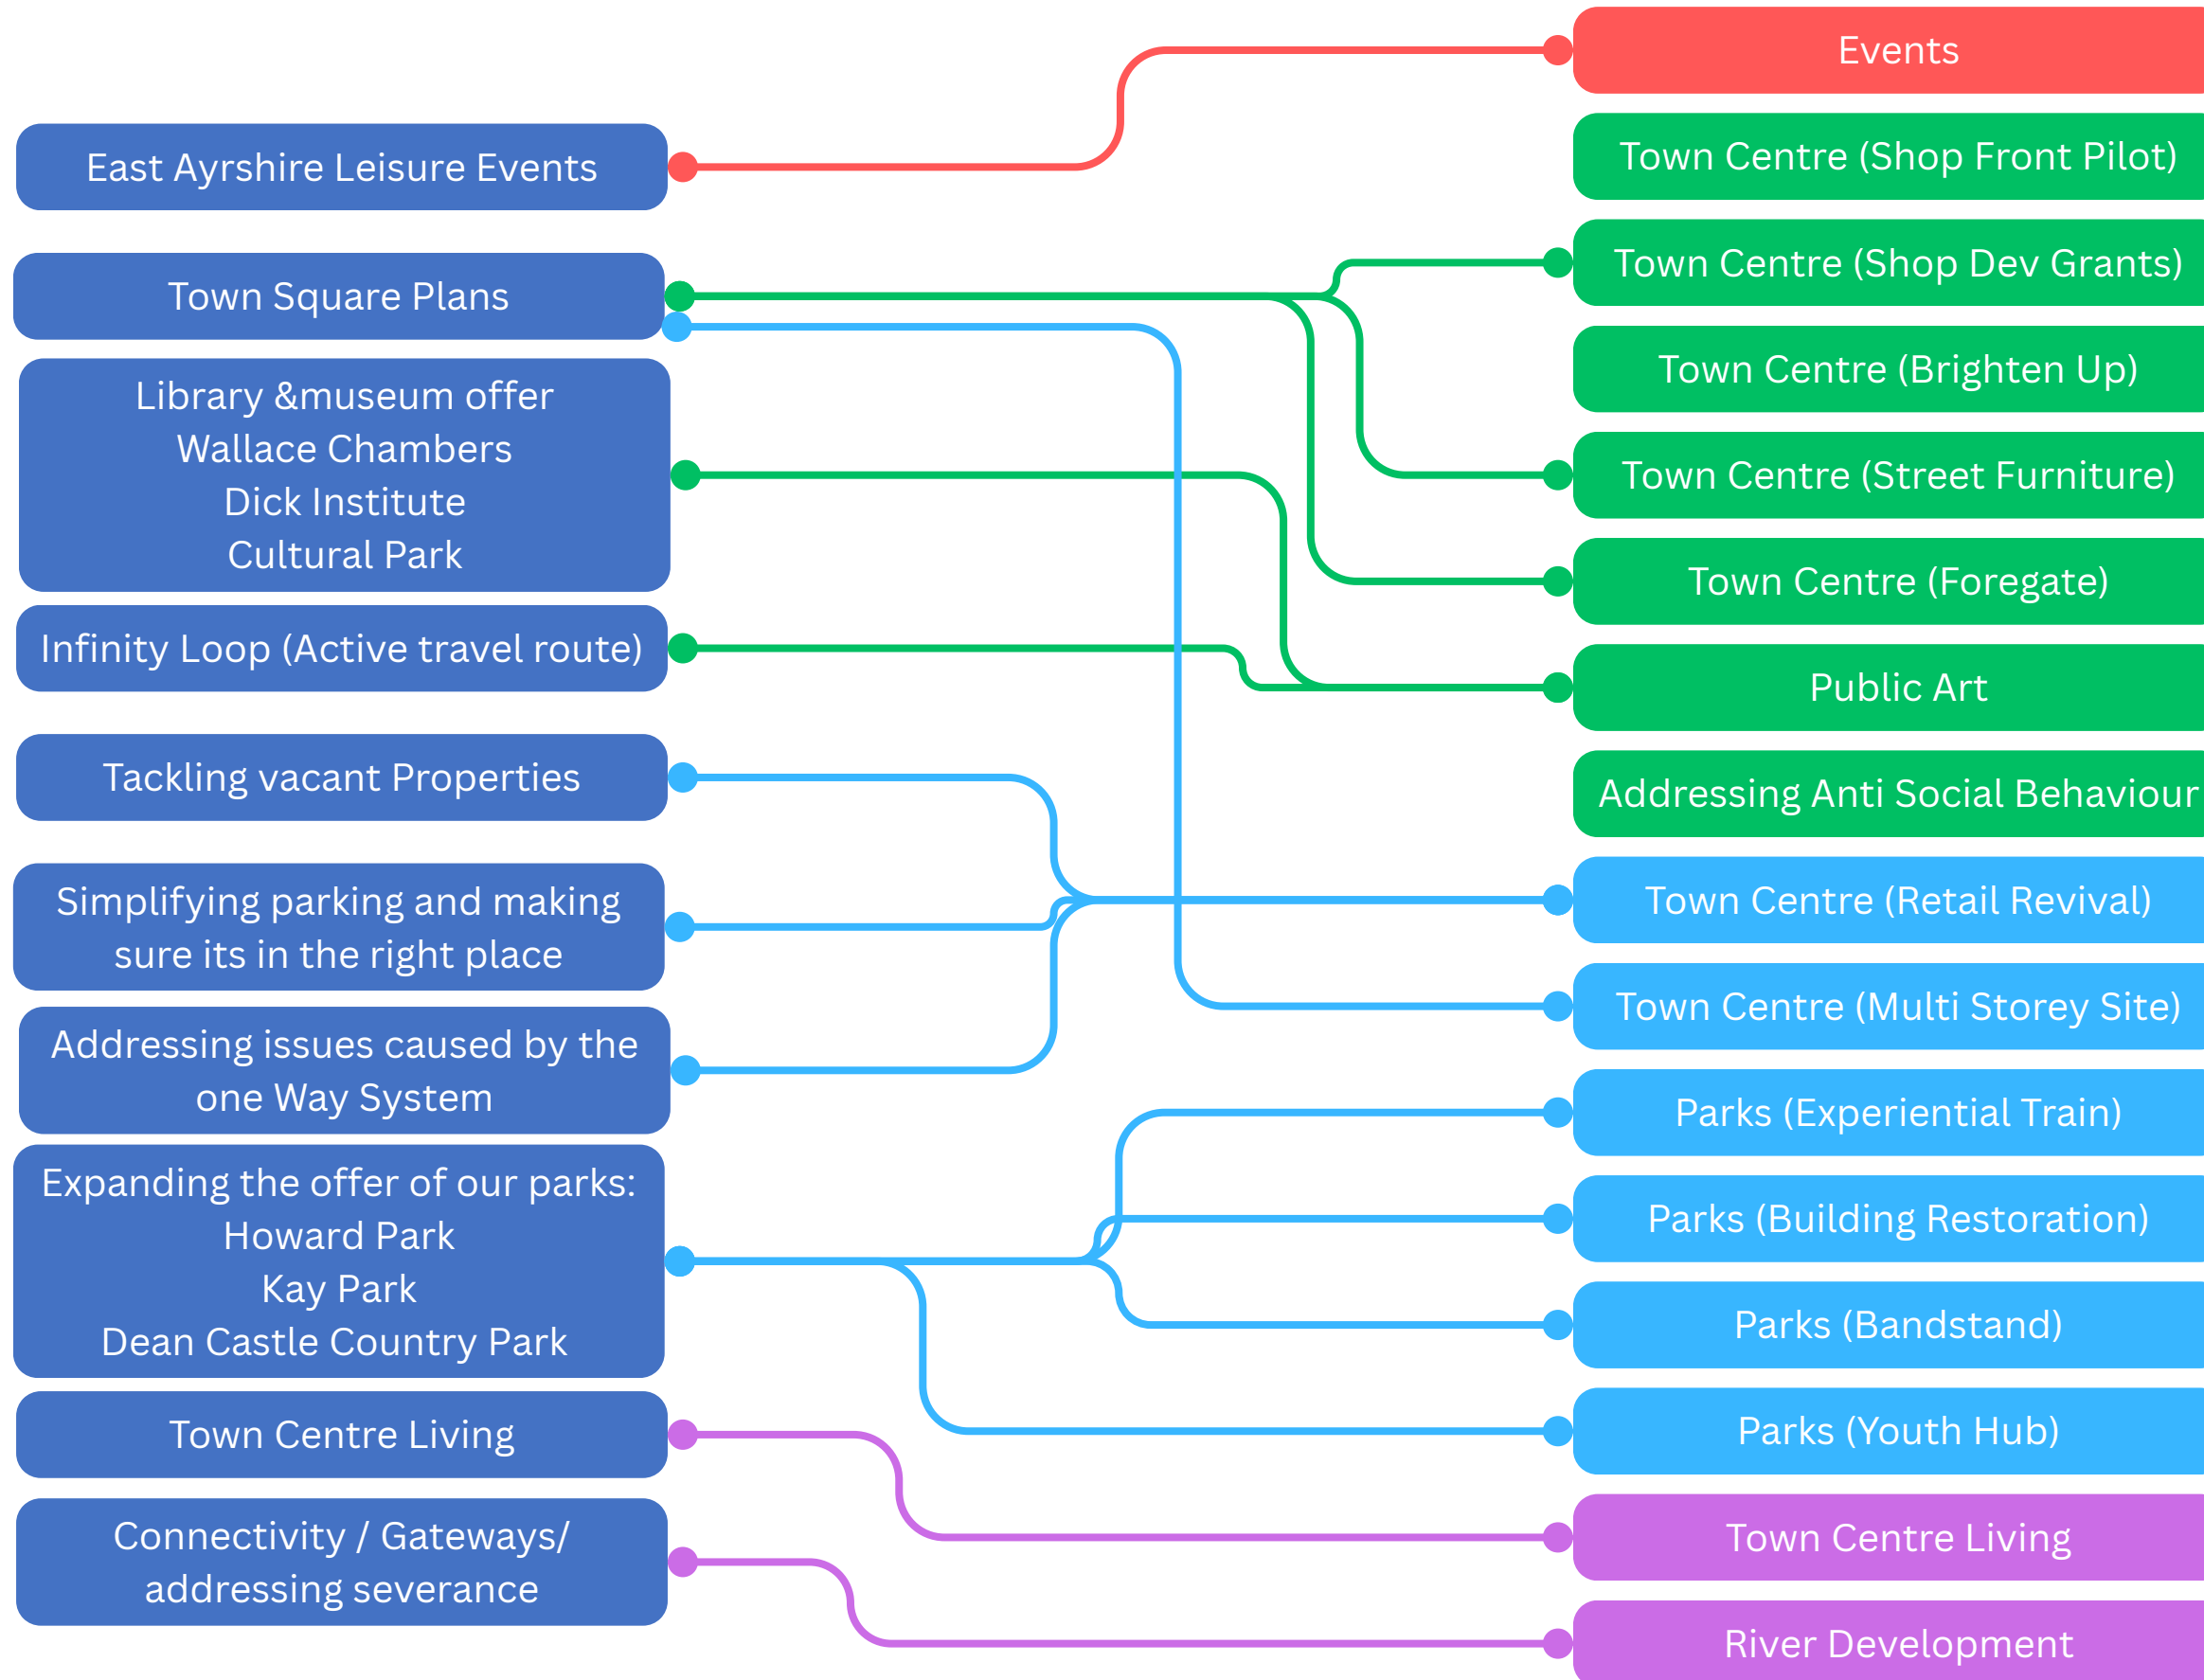 East Ayrshire Leisure Events
Town Square Plans
Library &museum offer
Wallace Chambers
Dick Institute
Cultural Park
Infinity Loop (Active travel route)
Tackling vacant Properties
Simplifying parking and making
sure its in the right place
Addressing issues caused by the
one Way System
Expanding the offer of our parks:
Howard Park
Kay Park
Dean Castle Country Park
Town Centre Living
Connectivity / Gateways/
addressing severance
Events
Town Centre (Shop Front Pilot)
Town Centre (Shop Dev Grants)
Town Centre (Brighten Up)
Town Centre (Street Furniture)
Town Centre (Foregate)
Public Art
Addressing Anti Social Behaviour
Town Centre (Retail Revival)
Town Centre (Multi Storey Site)
Parks (Experiential Train)
Parks (Building Restoration)
Parks (Bandstand)
Parks (Youth Hub)
Town Centre Living
River Development